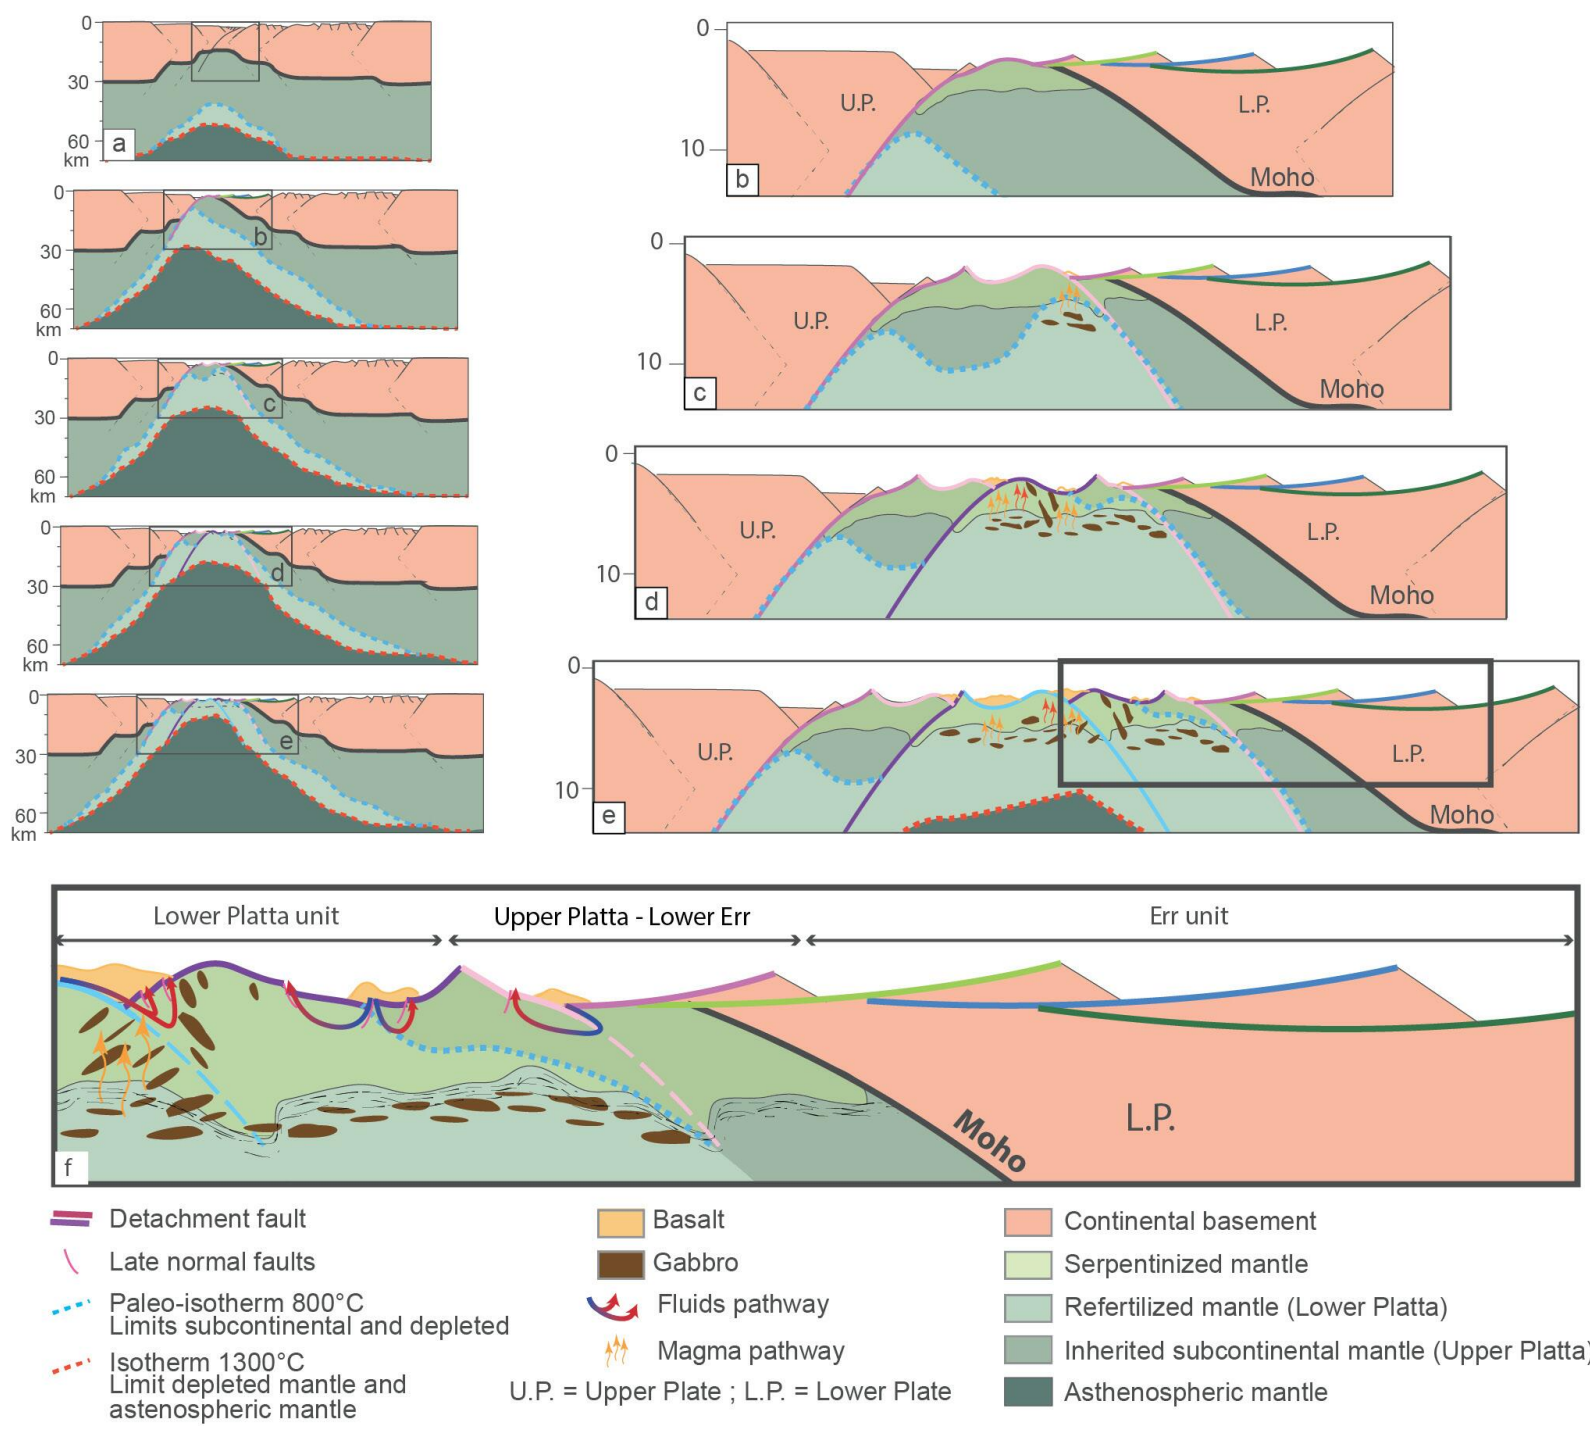 0
30
60
km
a
0
30
60
km
b
0
30
60
km
c
0
30
60
km
d
0
30
60
km
e
0
10
U.P.
L.P.
Moho
b
0
10
U.P.
L.P.
Moho
c
0
10
U.P.
L.P.
Moho
d
0
10
U.P.
L.P.
Moho
e
Lower Platta unit
Upper Platta - Lower Err
Err unit
L.P.
Moho
f
Detachment fault
Late normal faults
Paleo-isotherm 800°C
Limits subcontinental and depleted
Isotherm 1300°C
Limit depleted mantle and
astenospheric mantle
Basalt
Gabbro
Fluids pathway
Magma pathway
U.P. = Upper Plate ; L.P. = Lower Plate
Continental basement
Serpentinized mantle
Refertilized mantle (Lower Platta)
Inherited subcontinental mantle (Upper Platta)
Asthenospheric mantle